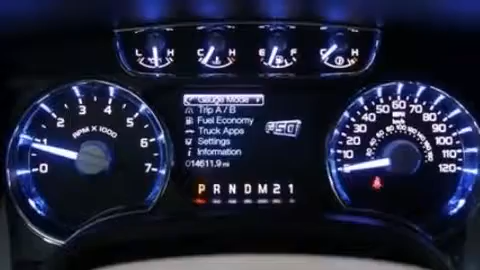 L H C H E F C H
Gauge Mode
Trip A / B
Fuel Economy
Truck Apps
Settings
Information
014611.9 mi
P R N D M 2 1
0 1 2 3 4 5 6 7
RPM X 1000
0 10 20 30 40 50 60 70 80 90 100 110 120